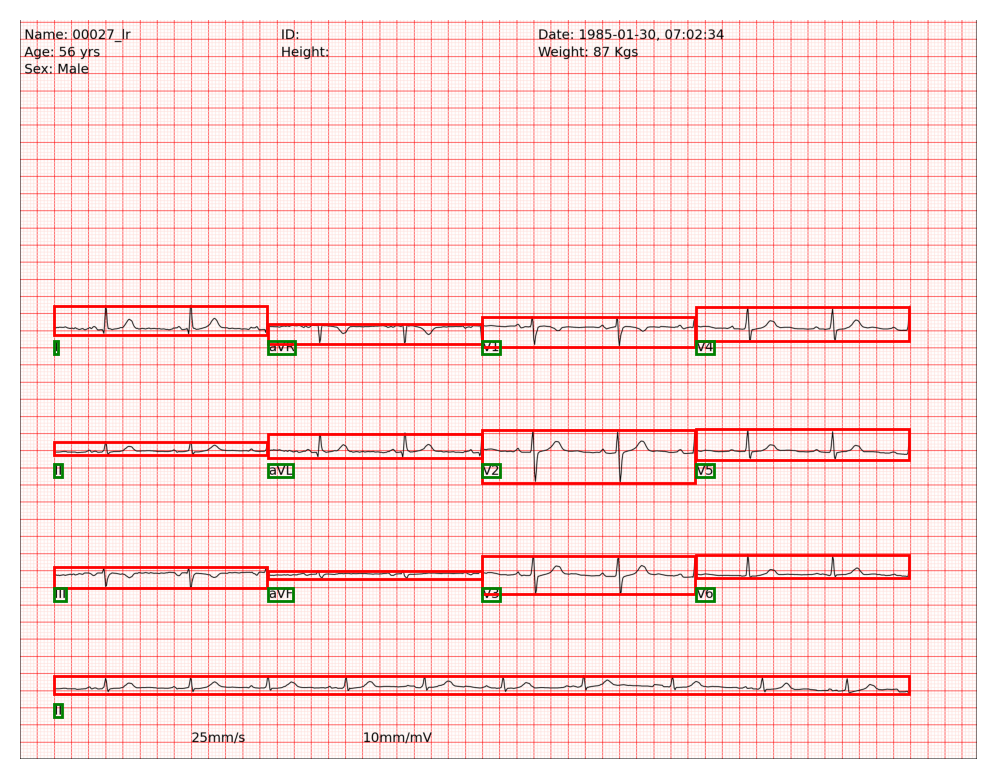 Name: 00027_lr ID: Date: 1985-01-30, 07:02:34
Age: 56 yrs Height: Weight: 87 Kgs
Sex: Male
I aVR V1 V4
II aVL V2 V5
III aVF V3 V6
II
25mm/s 10mm/mV